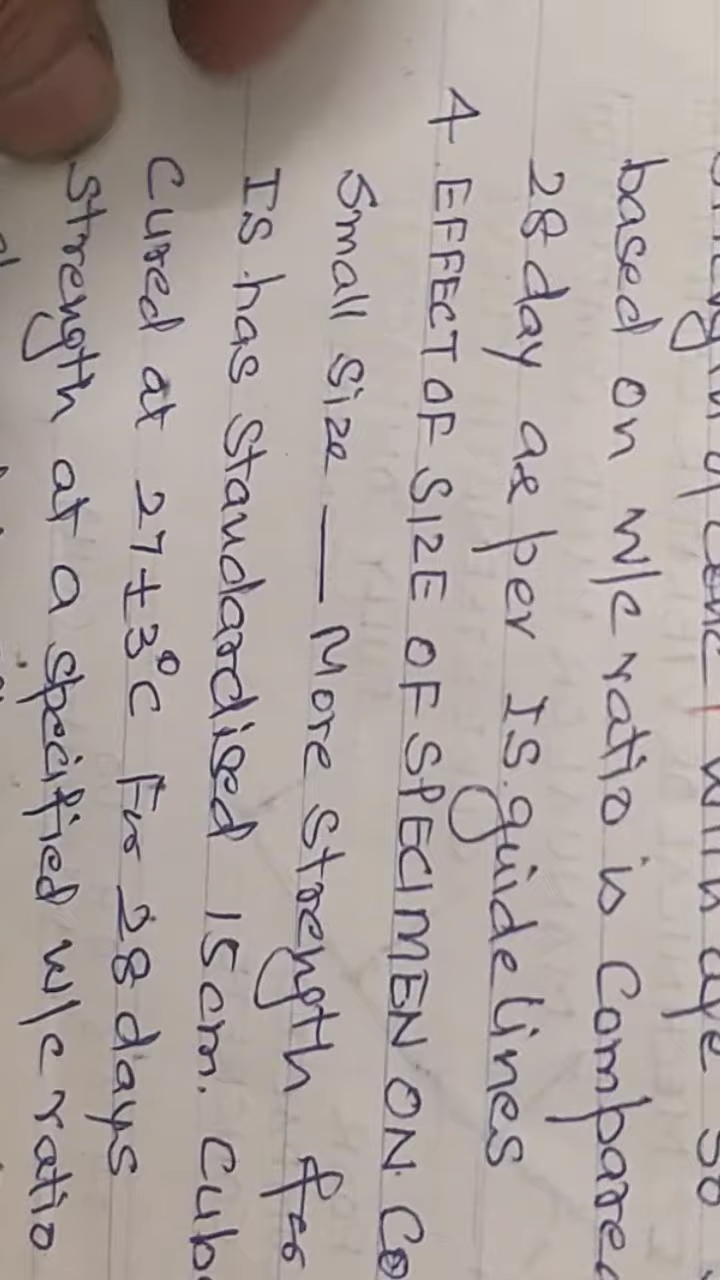 based on w/c ratio is Compared
28 day as per IS guidelines
4. EFFECT OF SIZE OF SPECIMEN ON CO
Small Size — More Strength for
IS has Standardised 15cm. Cub
Cured at 27±3°C For 28 days
Strength at a specified w/c ratio